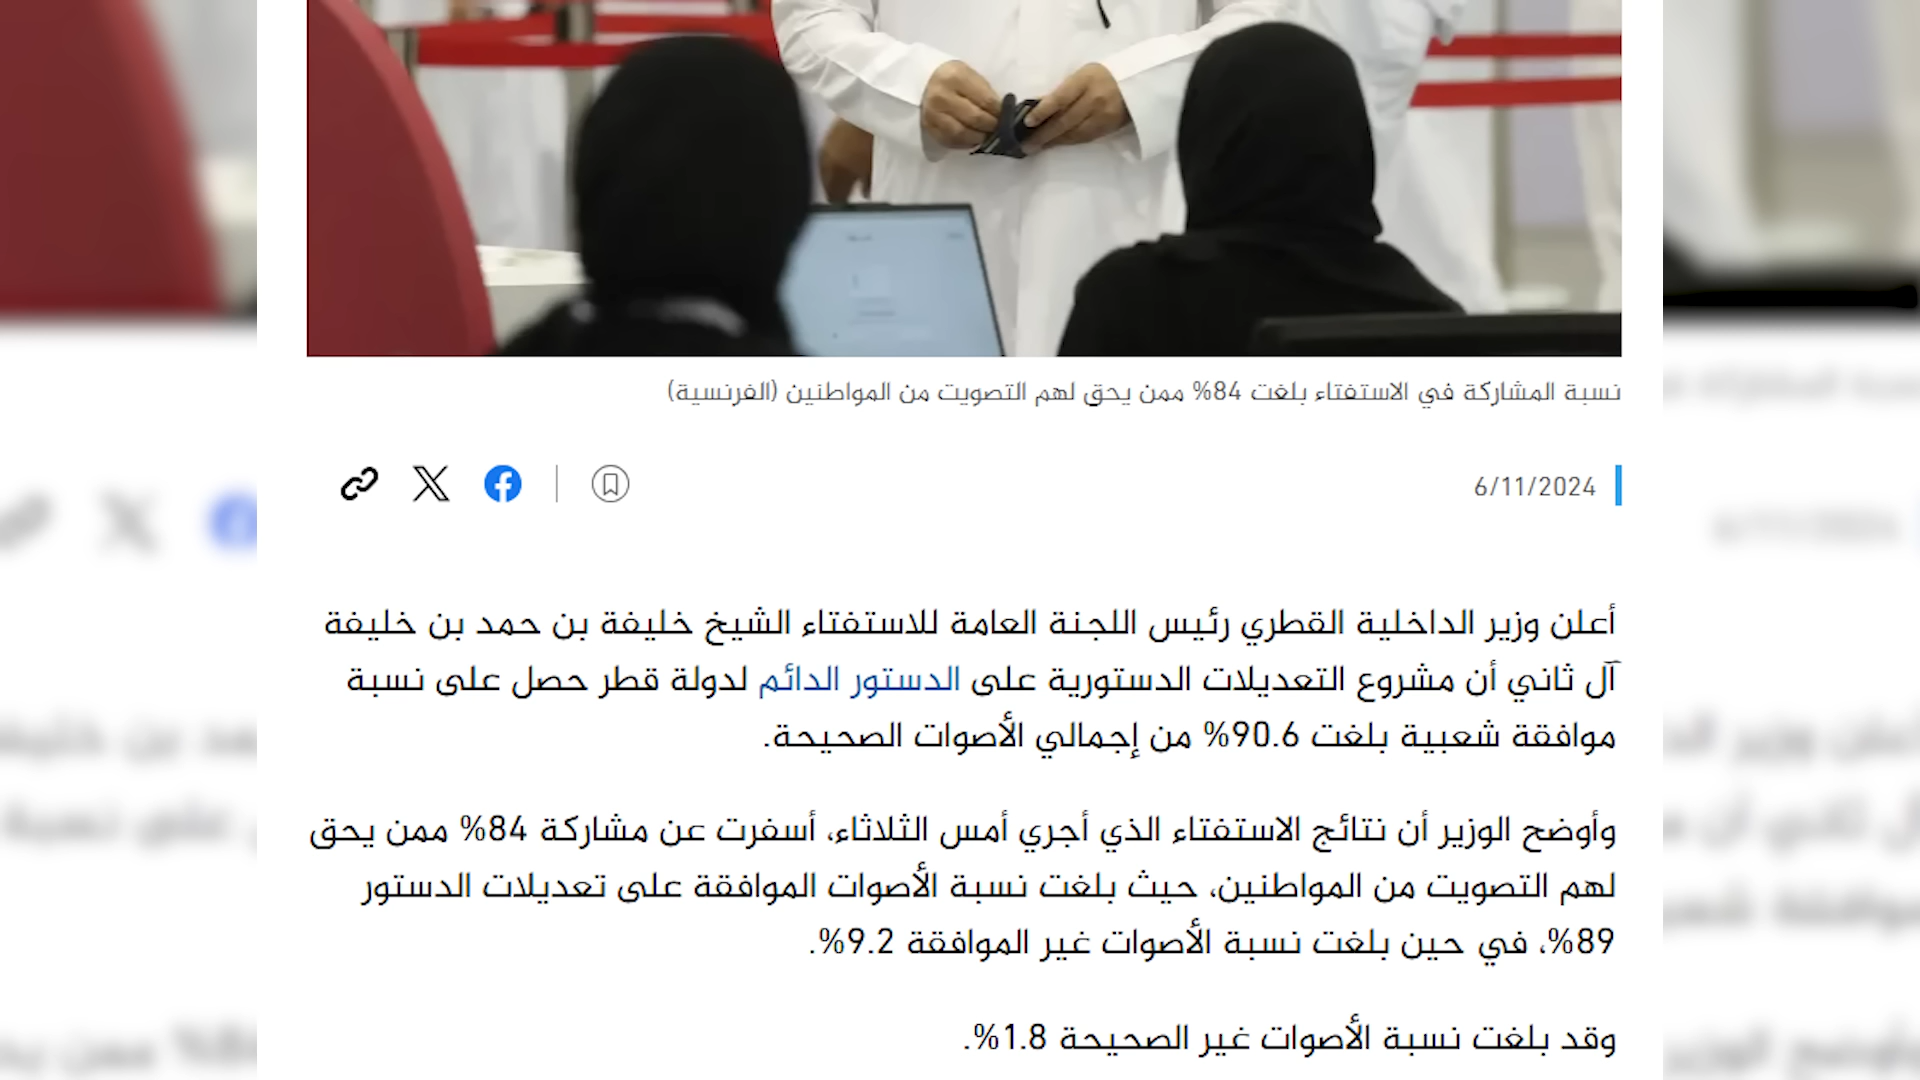 نسبة المشاركة في الاستفتاء بلغت 84% ممن يحق لهم التصويت من المواطنين (الفرنسية)
6/11/2024
أعلن وزير الداخلية القطري رئيس اللجنة العامة للاستفتاء الشيخ خليفة بن حمد بن خليفة
آل ثاني أن مشروع التعديلات الدستورية على الدستور الدائم لدولة قطر حصل على نسبة
موافقة شعبية بلغت 90.6% من إجمالي الأصوات الصحيحة.
وأوضح الوزير أن نتائج الاستفتاء الذي أجري أمس الثلاثاء، أسفرت عن مشاركة 84% ممن يحق
لهم التصويت من المواطنين، حيث بلغت نسبة الأصوات الموافقة على تعديلات الدستور
89%، في حين بلغت نسبة الأصوات غير الموافقة 9.2%.
وقد بلغت نسبة الأصوات غير الصحيحة 1.8%.